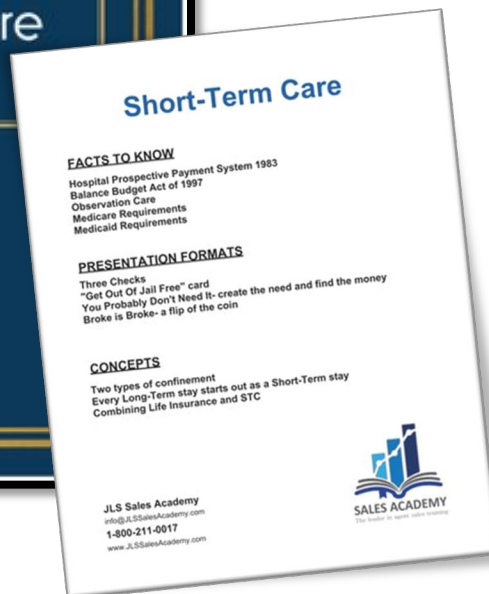 re
Short-Term Care
FACTS TO KNOW
Hospital Prospective Payment System 1983
Balance Budget Act of 1997
Observation Care
Medicare Requirements
Medicaid Requirements
PRESENTATION FORMATS
Three Checks
"Get Out Of Jail Free" card
You Probably Don't Need It- create the need and find the money
Broke is Broke- a flip of the coin
CONCEPTS
Two types of confinement
Every Long-Term stay starts out as a Short-Term stay
Combining Life Insurance and STC
JLS Sales Academy
info@JLSSalesAcademy.com
1-800-211-0017
www.JLSSalesAcademy.com
SALES ACADEMY
The leader in agent sales training